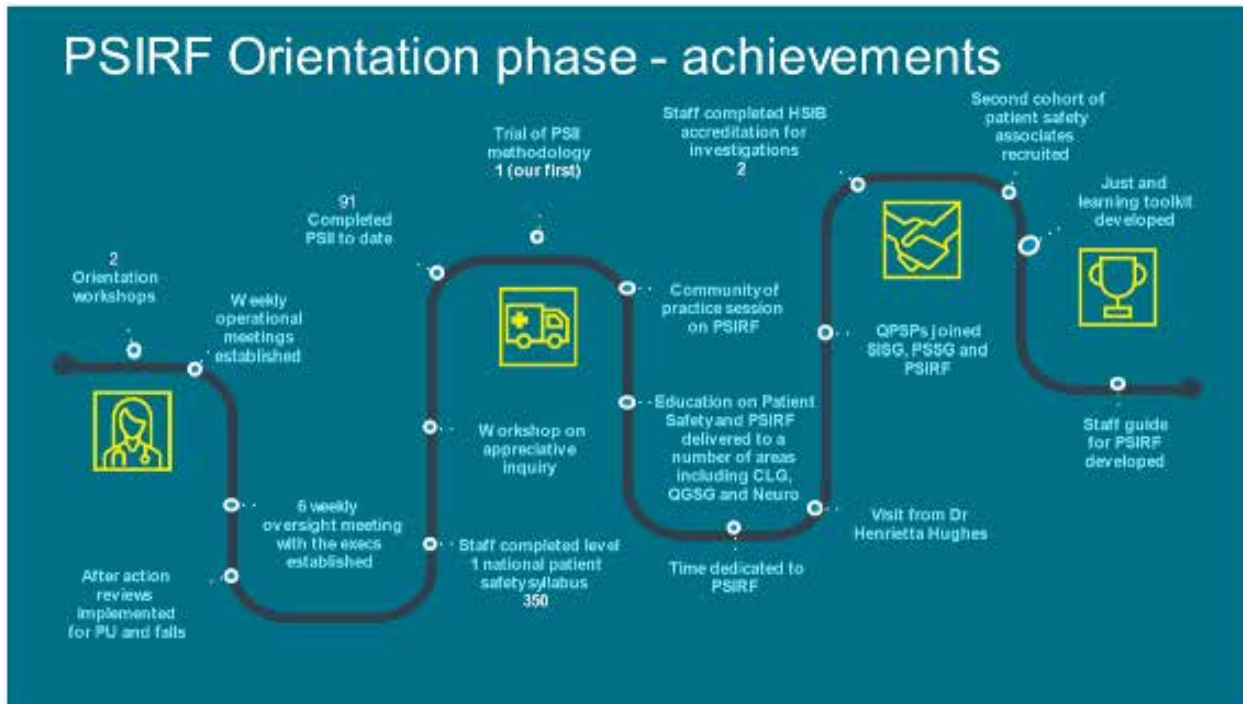 PSIRF Orientation phase - achievements
2
Orientation
workshops
Weekly
operational
meetings
established
6 weekly
oversight meeting
with the execs
established
After action
reviews
implemented
for PU and falls
91
Completed
PSII to date
Workshop on
appreciative
inquiry
Staff completed level
1 national patient
safety syllabus
350
Trial of PSII
methodology
1 (our first)
Community of
practice session
on PSIRF
Education on Patient
Safety and PSIRF
delivered to a
number of areas
including CLG,
QGSG and Neuro
Time dedicated to
PSIRF
Visit from Dr
Henrietta Hughes
QPSPs joined
SISG, PSSG and
PSIRF
Staff completed HSIB
accreditation for
investigations
2
Second cohort of
patient safety
associates
recruited
Just and
learning toolkit
developed
Staff guide
for PSIRF
developed